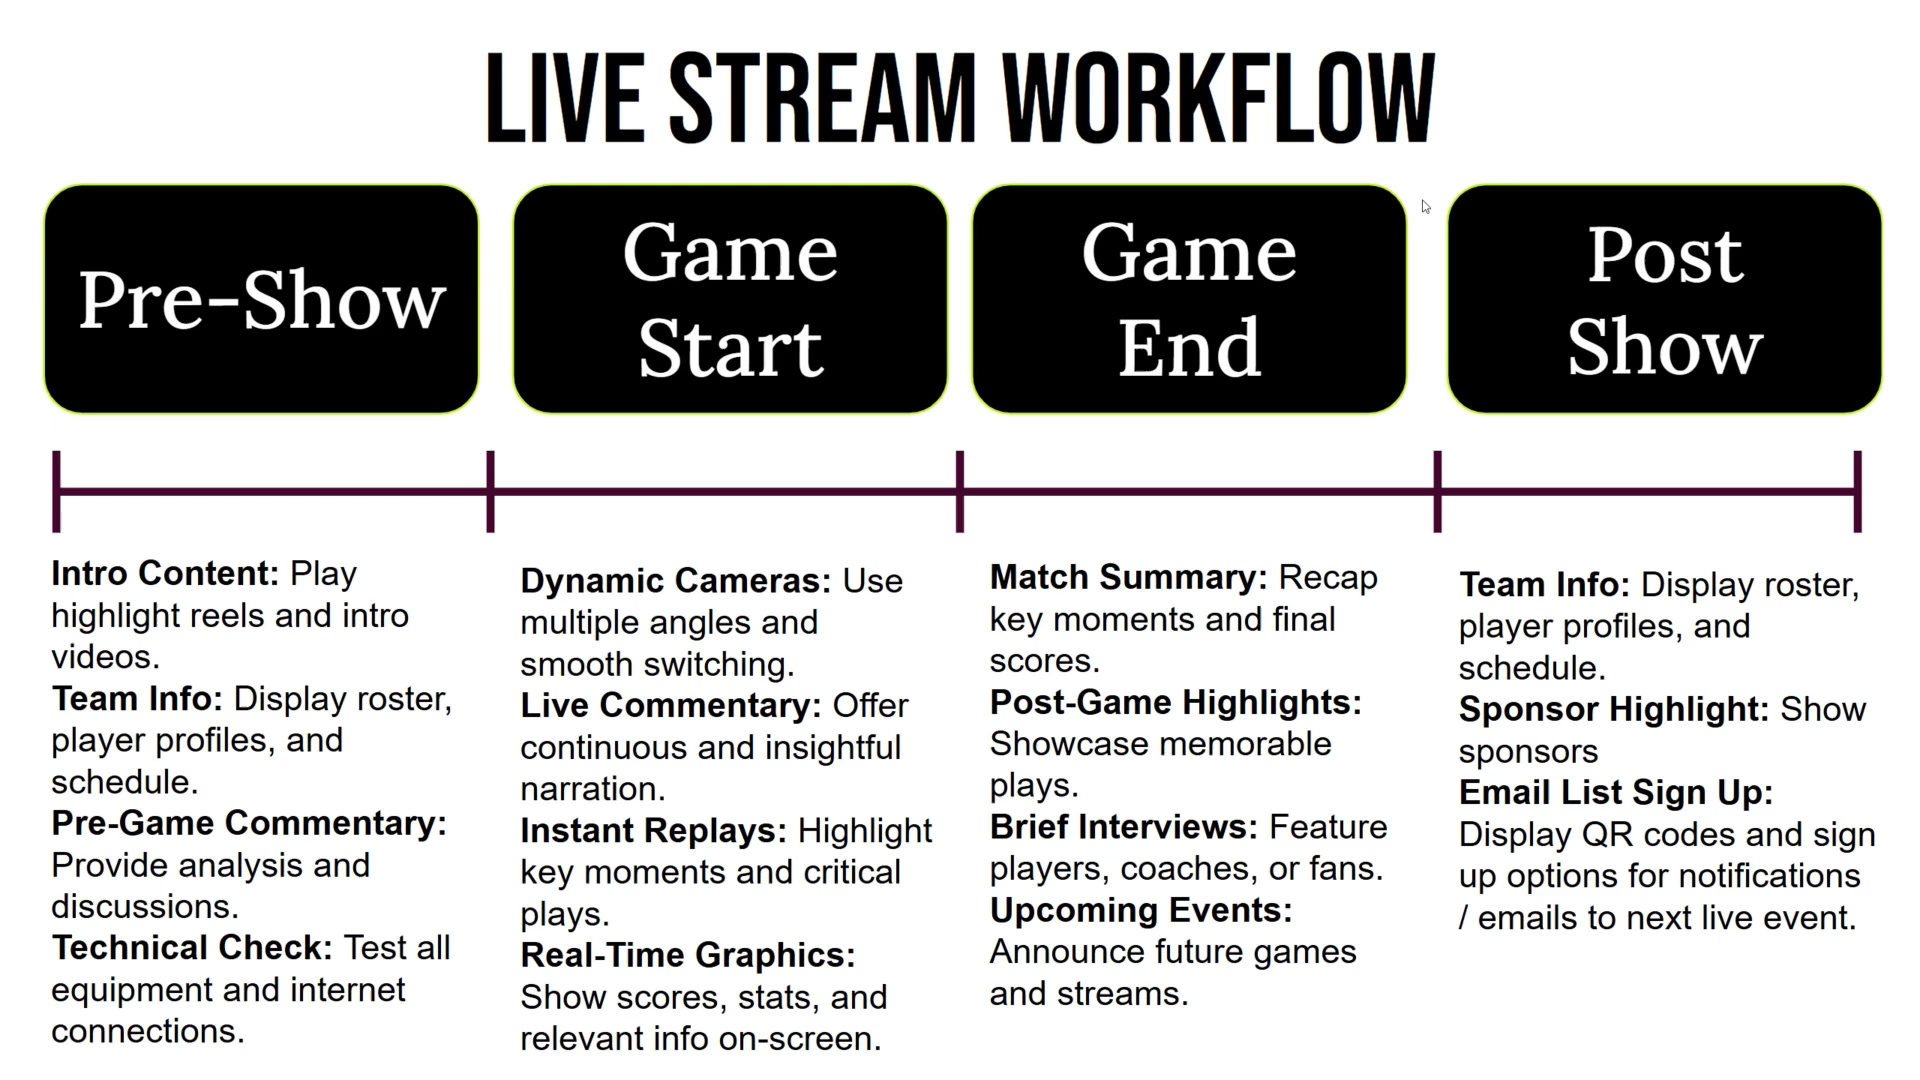 LIVE STREAM WORKFLOW
Pre-Show
Game
Start
Game
End
Post
Show
Intro Content: Play
highlight reels and intro
videos.
Team Info: Display roster,
player profiles, and
schedule.
Pre-Game Commentary:
Provide analysis and
discussions.
Technical Check: Test all
equipment and internet
connections.
Dynamic Cameras: Use
multiple angles and
smooth switching.
Live Commentary: Offer
continuous and insightful
narration.
Instant Replays: Highlight
key moments and critical
plays.
Real-Time Graphics:
Show scores, stats, and
relevant info on-screen.
Match Summary: Recap
key moments and final
scores.
Post-Game Highlights:
Showcase memorable
plays.
Brief Interviews: Feature
players, coaches, or fans.
Upcoming Events:
Announce future games
and streams.
Team Info: Display roster,
player profiles, and
schedule.
Sponsor Highlight: Show
sponsors
Email List Sign Up:
Display QR codes and sign
up options for notifications
/ emails to next live event.